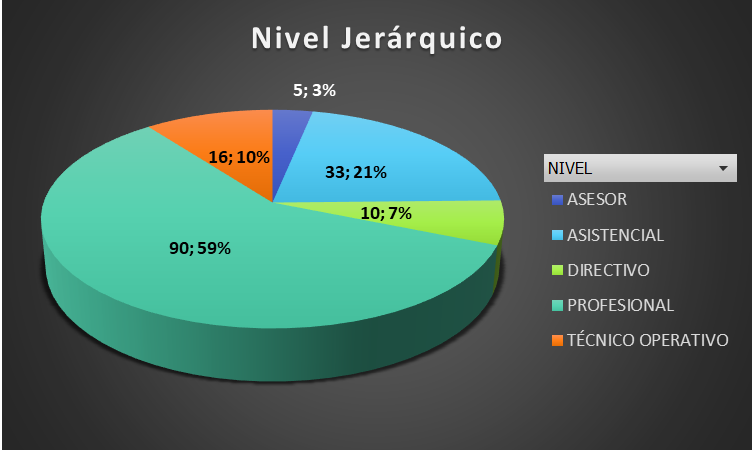 Nivel Jerárquico
5; 3%
16; 10%
33; 21%
10; 7%
90; 59%
NIVEL
ASESOR
ASISTENCIAL
DIRECTIVO
PROFESIONAL
TÉCNICO OPERATIVO